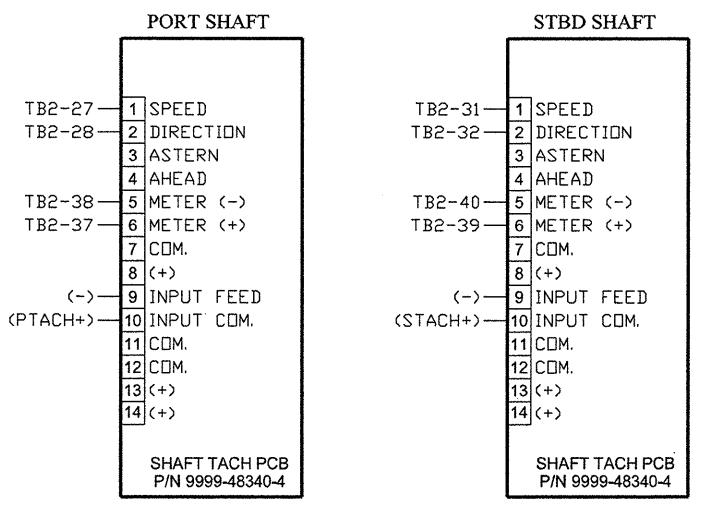 PORT SHAFT
TB2-27 1 SPEED
TB2-28 2 DIRECTION
3 ASTERN
4 AHEAD
TB2-38 5 METER (-)
TB2-37 6 METER (+)
7 COM.
8 (+)
(-) 9 INPUT FEED
(PTACH+) 10 INPUT COM.
11 COM.
12 COM.
13 (+)
14 (+)
SHAFT TACH PCB
P/N 9999-48340-4
STBD SHAFT
TB2-31 1 SPEED
TB2-32 2 DIRECTION
3 ASTERN
4 AHEAD
TB2-40 5 METER (-)
TB2-39 6 METER (+)
7 COM.
8 (+)
(-) 9 INPUT FEED
(STACH+) 10 INPUT COM.
11 COM.
12 COM.
13 (+)
14 (+)
SHAFT TACH PCB
P/N 9999-48340-4